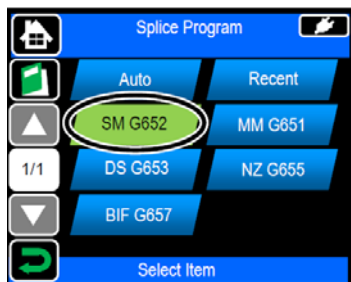 Splice Program
Auto
Recent
SM G652
MM G651
1/1
DS G653
NZ G655
BIF G657
Select Item